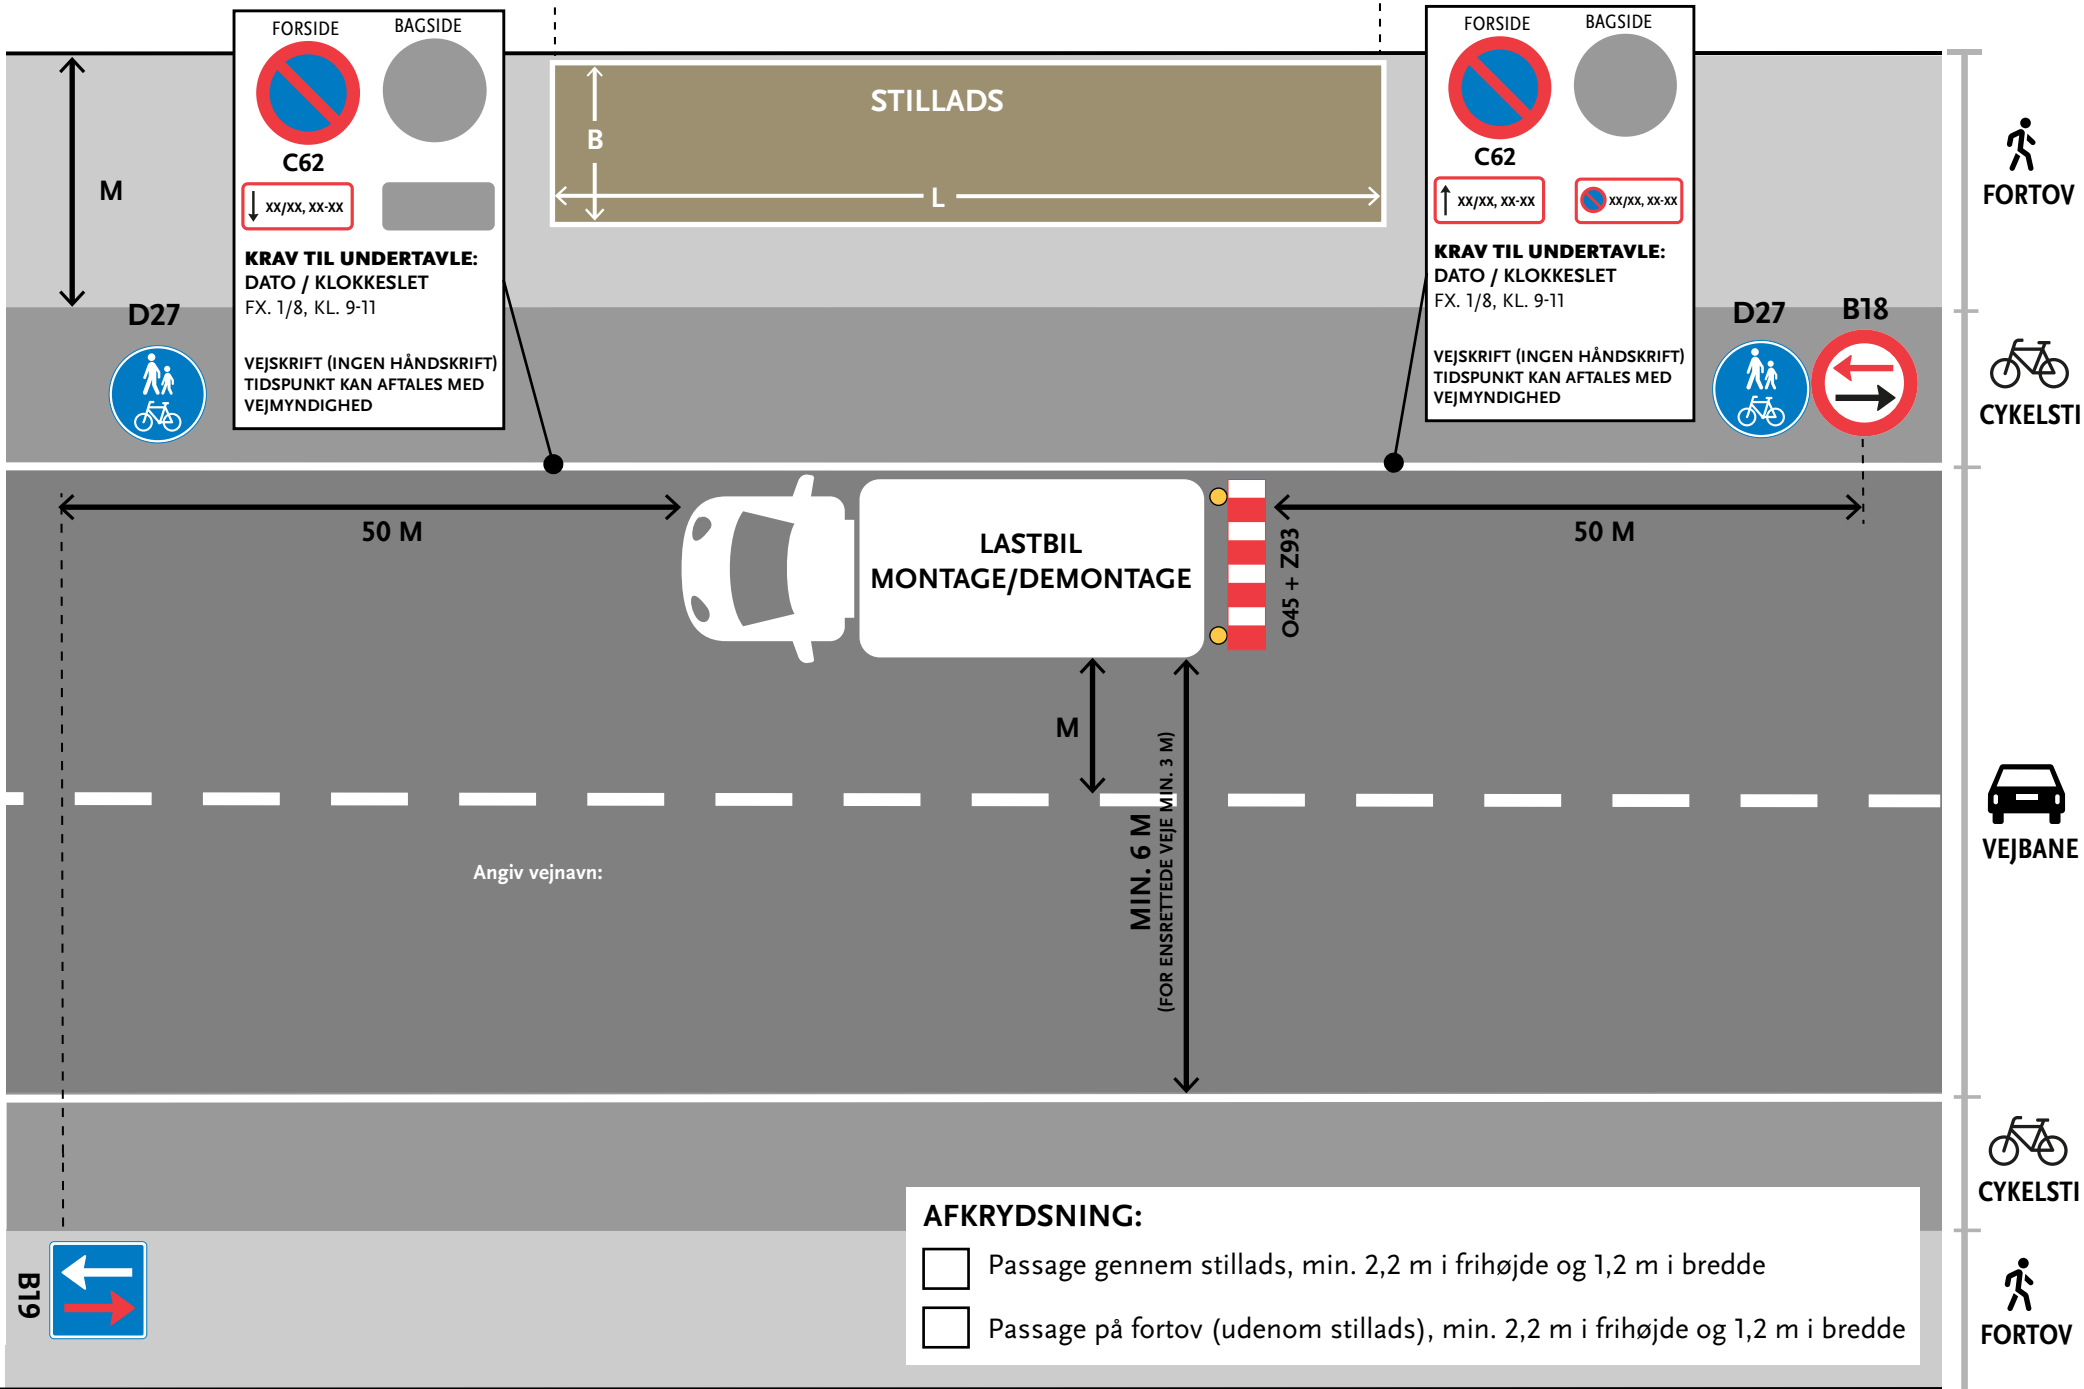 FORSIDE
BAGSIDE
C62
xx/xx, xx-xx
KRAV TIL UNDERTAVLE:
DATO / KLOKKESLET
FX. 1/8, KL. 9-11
VEJSKRIFT (INGEN HÅNDSKRIFT)
TIDSPUNKT KAN AFTALES MED
VEJMYNDIGHED
STILLADS
B
L
FORSIDE
BAGSIDE
C62
xx/xx, xx-xx
xx/xx, xx-xx
KRAV TIL UNDERTAVLE:
DATO / KLOKKESLET
FX. 1/8, KL. 9-11
VEJSKRIFT (INGEN HÅNDSKRIFT)
TIDSPUNKT KAN AFTALES MED
VEJMYNDIGHED
M
D27
D27
B18
FORTOV
CYKELSTI
50 M
LASTBIL
MONTAGE/DEMONTAGE
O45 + Z93
50 M
M
MIN. 6 M
(FOR ENSRETTEDE VEJE MIN. 3 M)
Angiv vejnavn:
VEJBANE
CYKELSTI
FORTOV
B19
AFKRYDSNING:
Passage gennem stillads, min. 2,2 m i frihøjde og 1,2 m i bredde
Passage på fortov (udenom stillads), min. 2,2 m i frihøjde og 1,2 m i bredde